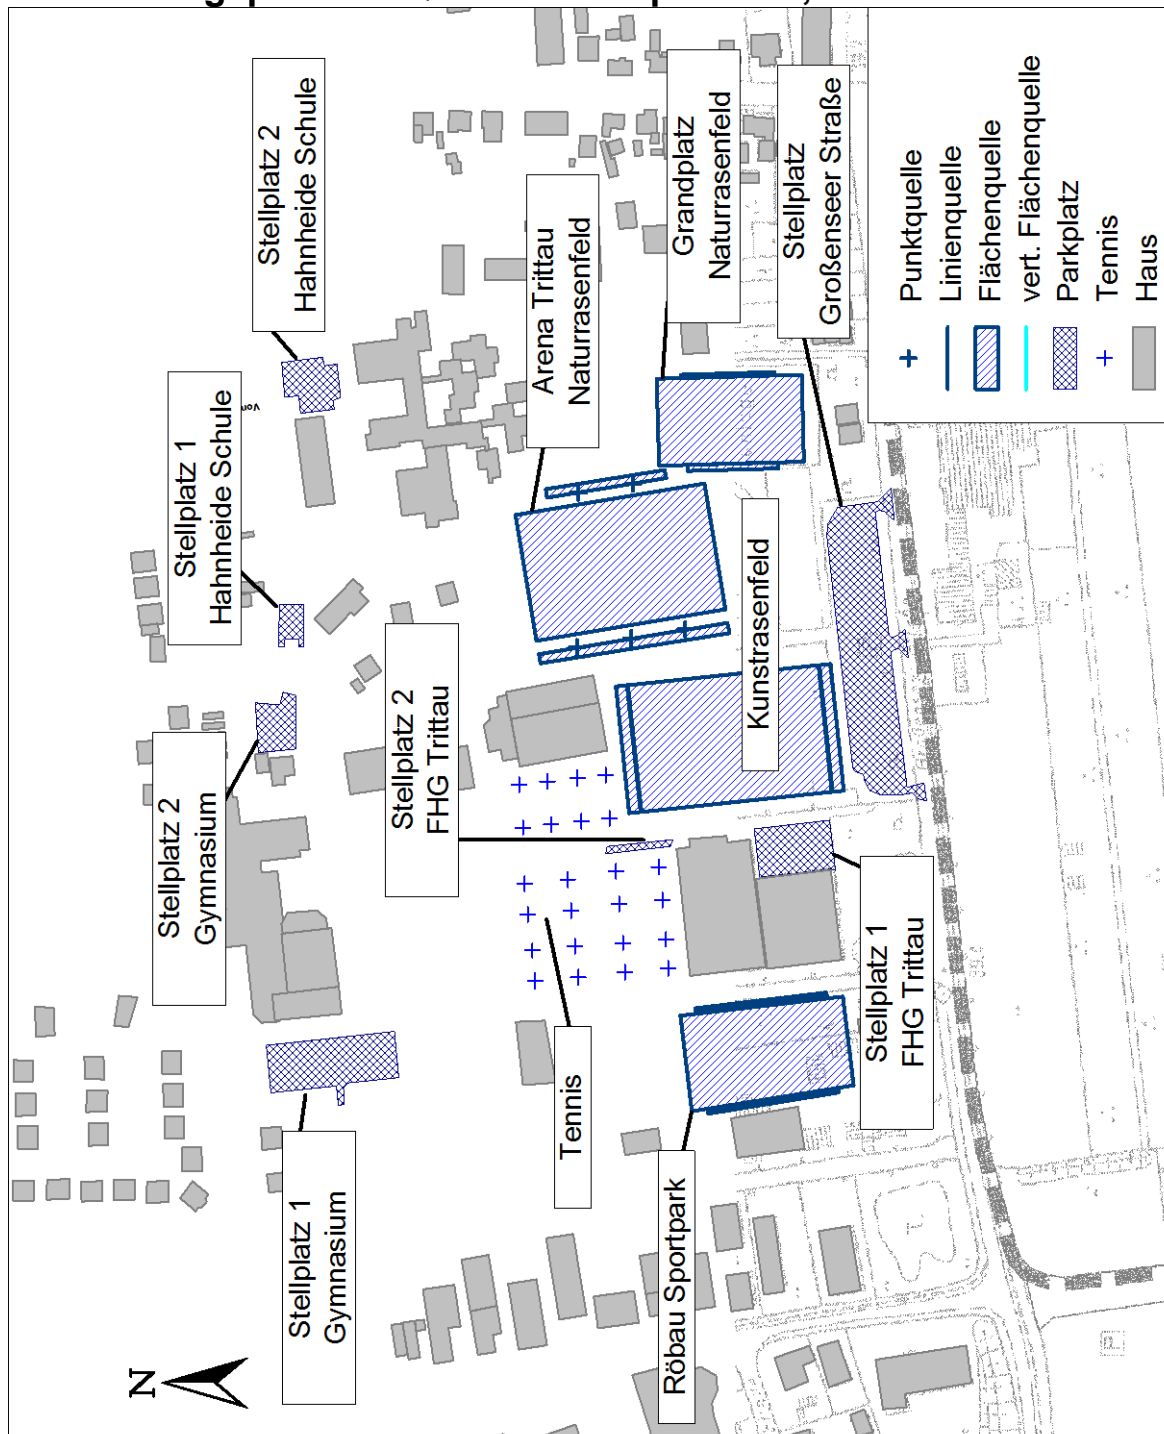 Stellplatz 2
Hahnheide Schule
Stellplatz 1
Hahnheide Schule
Stellplatz 2
Gymnasium
Stellplatz 1
Gymnasium
Arena Trittau
Naturrasenfeld
Grandplatz
Naturrasenfeld
Stellplatz
Großenseer Straße
Stellplatz 2
FHG Trittau
Kunstrasenfeld
Stellplatz 1
FHG Trittau
Tennis
Röbau Sportpark
N
Von
Punktquelle
Linienquelle
Flächenquelle
vert. Flächenquelle
Parkplatz
Tennis
Haus